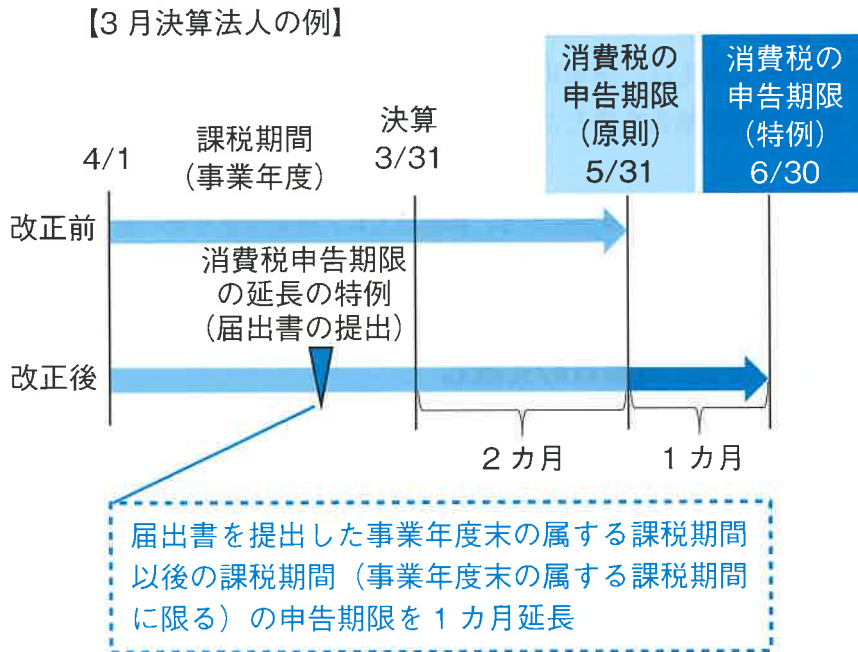 【3月決算法人の例】
消費税の
申告期限
（原則）
5/31
消費税の
申告期限
（特例）
6/30
4/1
課税期間
（事業年度）
決算
3/31
改正前
消費税申告期限
の延長の特例
（届出書の提出）
改正後
2カ月
1カ月
届出書を提出した事業年度末の属する課税期間
以後の課税期間（事業年度末の属する課税期間
に限る）の申告期限を1カ月延長